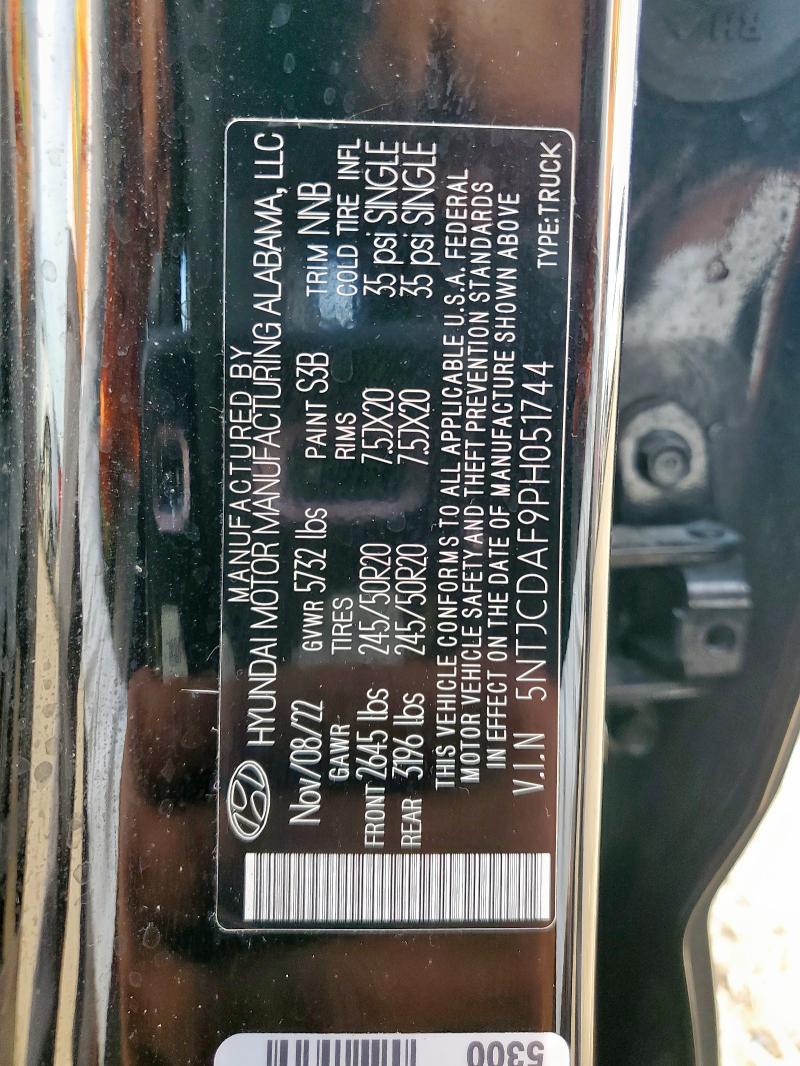 MANUFACTURED BY
HYUNDAI MOTOR MANUFACTURING ALABAMA, LLC
Nov/08/22 GVWR 5732 lbs PAINT S3B TRIM NNB
GAWR TIRES RIMS COLD TIRE INFL
FRONT 2645 lbs 245/50R20 7.5JX20 35 psi SINGLE
REAR 3196 lbs 245/50R20 7.5JX20 35 psi SINGLE
THIS VEHICLE CONFORMS TO ALL APPLICABLE U.S.A. FEDERAL
MOTOR VEHICLE SAFETY AND THEFT PREVENTION STANDARDS
IN EFFECT ON THE DATE OF MANUFACTURE SHOWN ABOVE
V.I.N 5NTJCDAF9PH051744 TYPE:TRUCK
5300
RH